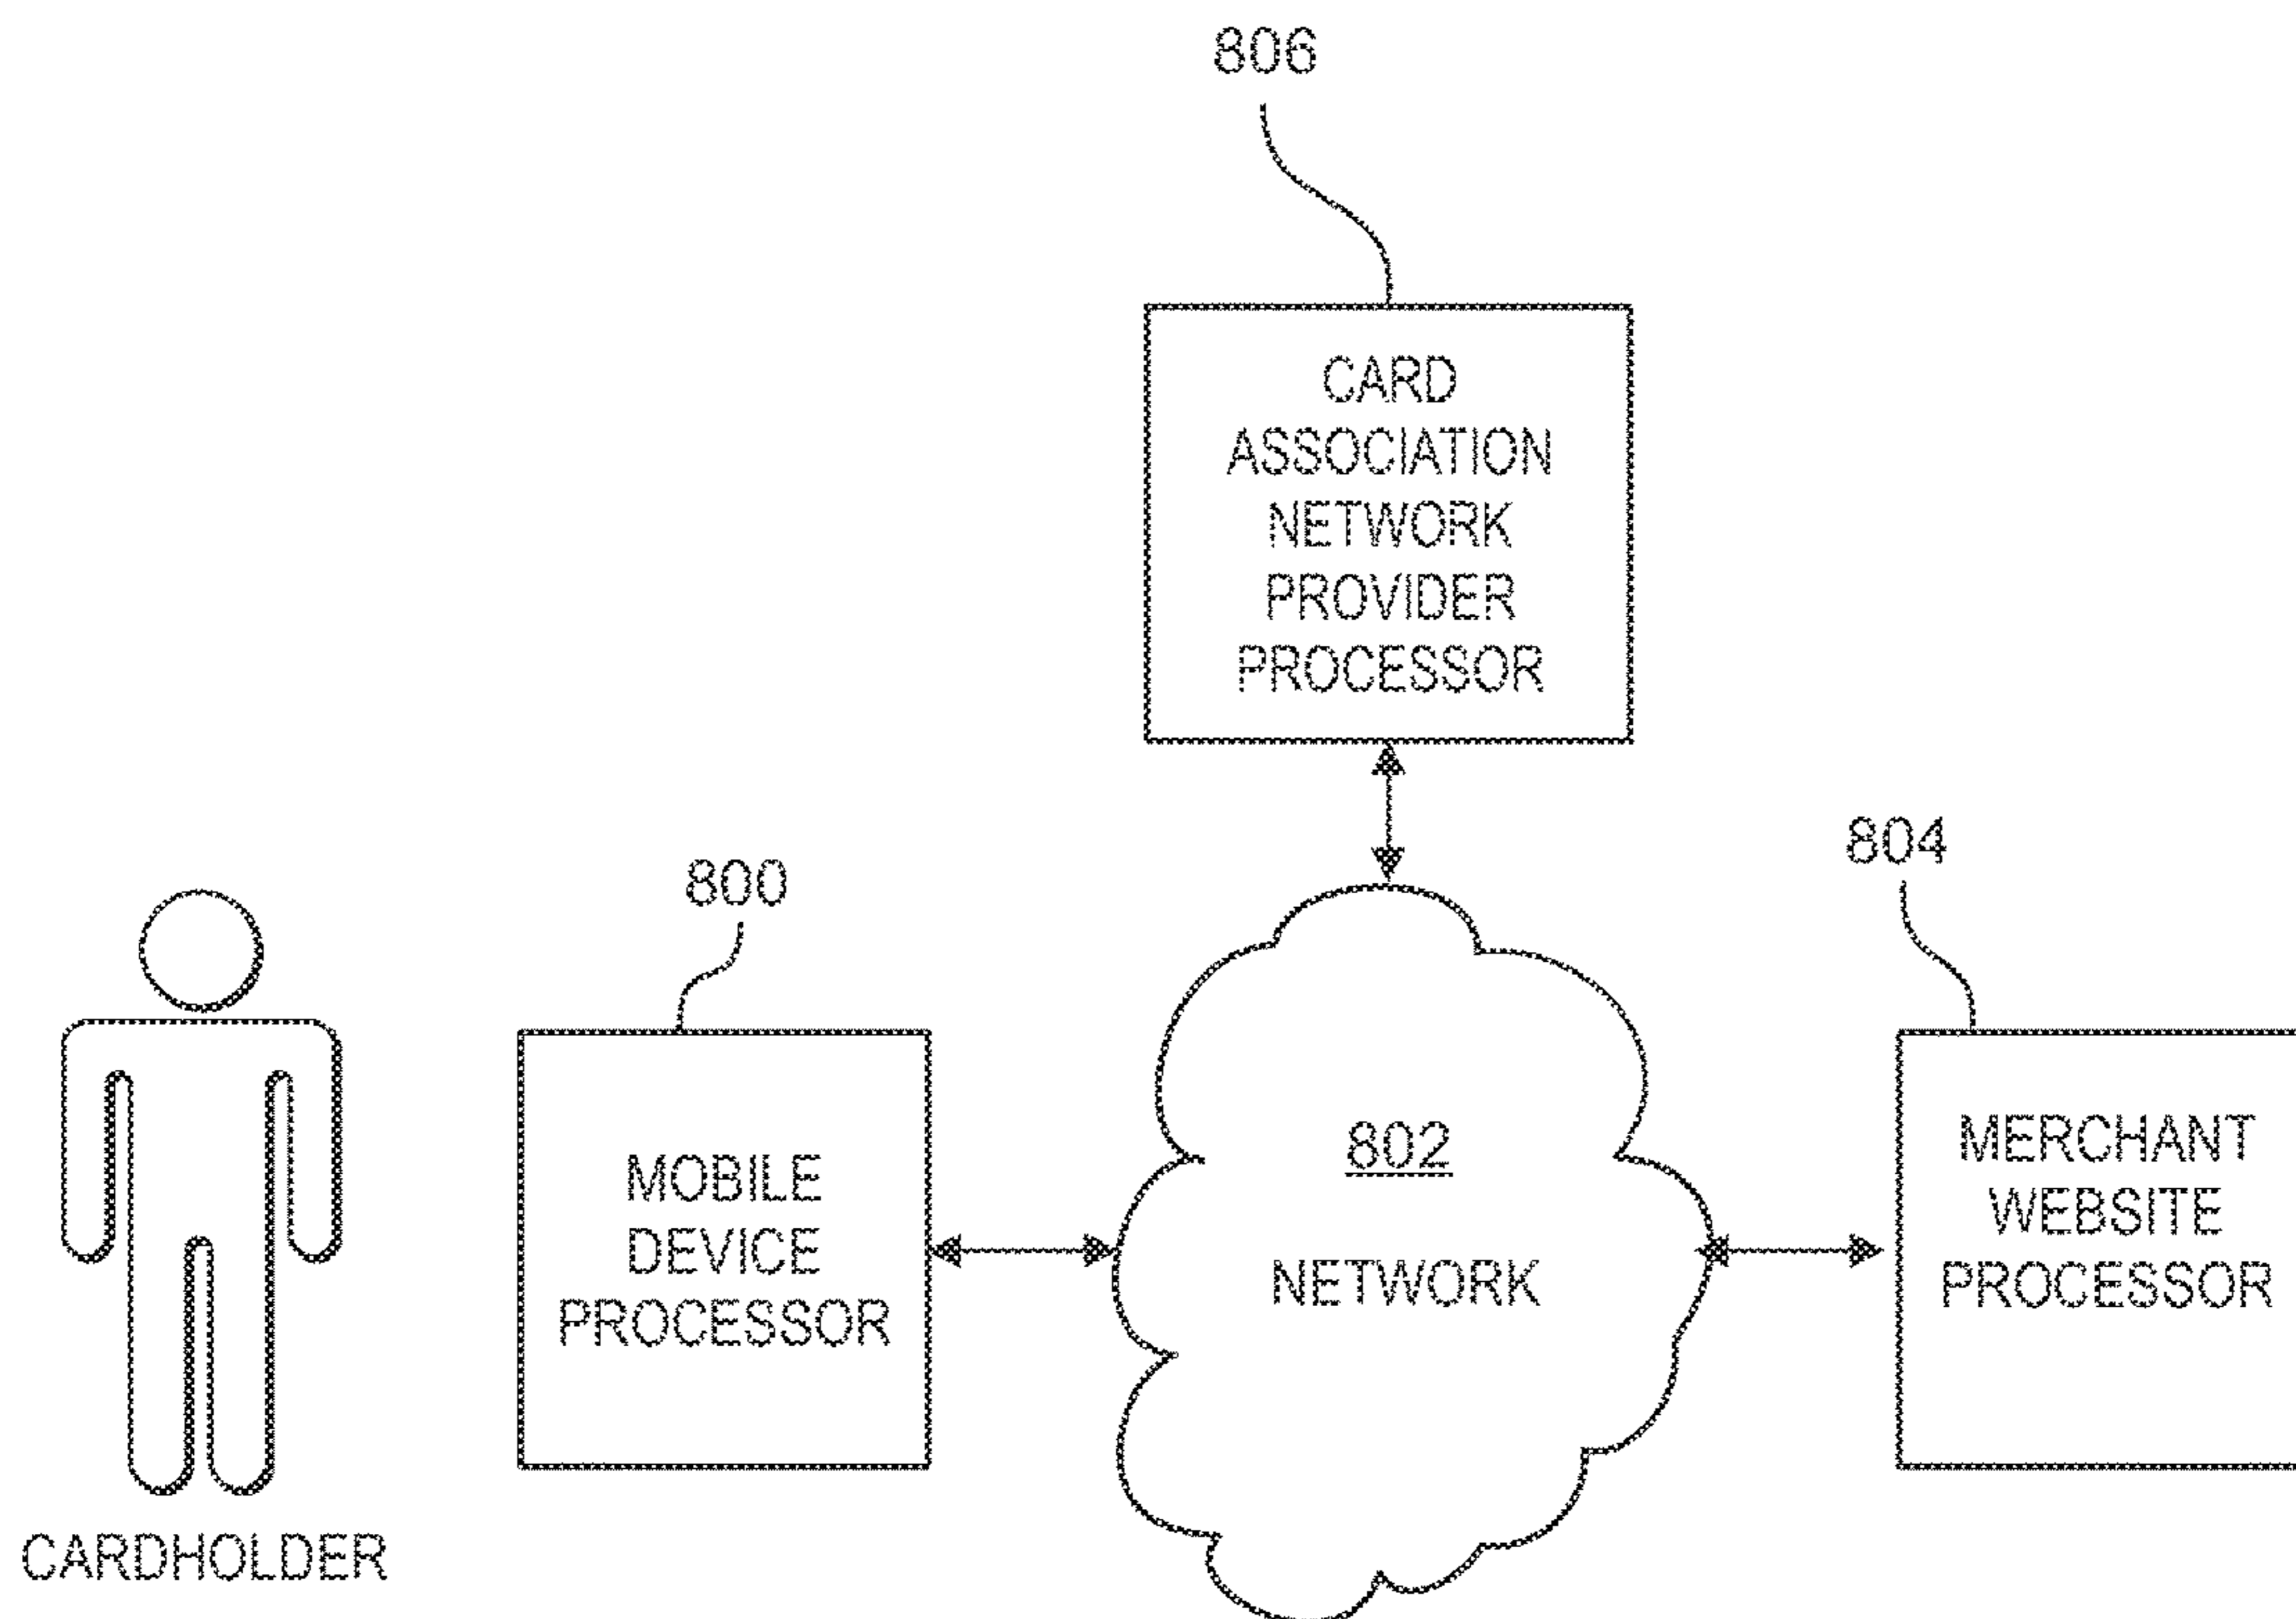 806
CARD
ASSOCIATION
NETWORK
PROVIDER
PROCESSOR
804
800
802
NETWORK
MOBILE
DEVICE
PROCESSOR
MERCHANT
WEBSITE
PROCESSOR
CARDHOLDER